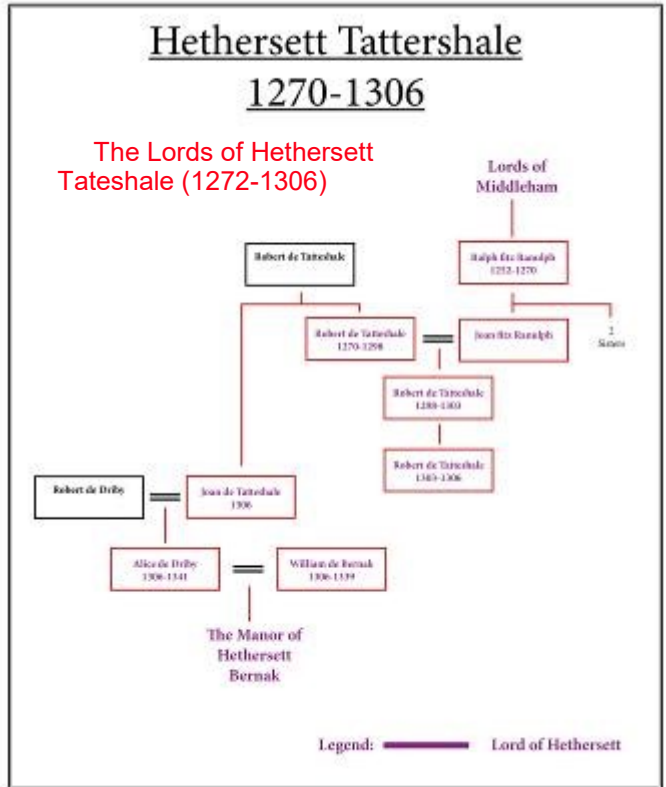 Hethersett Tattershale
1270-1306
The Lords of Hethersett
Tateshale (1272-1306)
Lords of
Middleham
Robert de Tatteshale
Ralph fitz Ranulph
1252-1270
Robert de Tatteshale
1270-1298
Joan fitz Ranulph
2
Sisters
Robert de Tatteshale
1298-1303
Robert de Tatteshale
1303-1306
Robert de Driby
Joan de Tatteshale
1306
Alice de Driby
1306-1341
William de Bernak
1306-1339
The Manor of
Hethersett
Bernak
Legend:
Lord of Hethersett